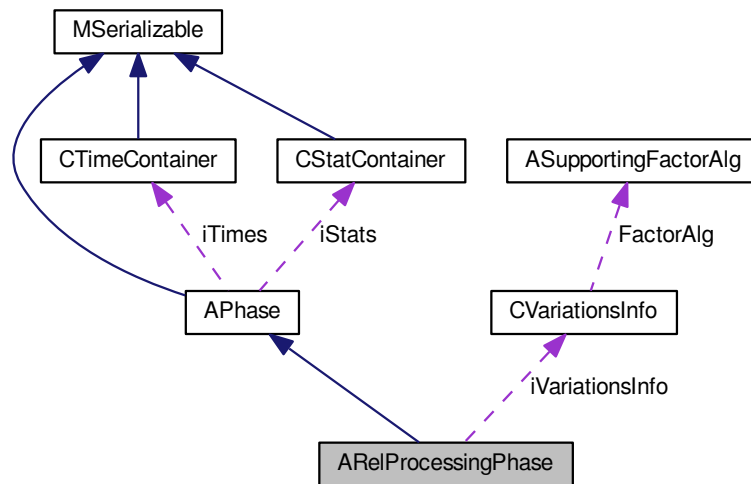 MSerializable
CTimeContainer
CStatContainer
ASupportingFactorAlg
iTimes
iStats
FactorAlg
APhase
CVariationsInfo
iVariationsInfo
ARelProcessingPhase